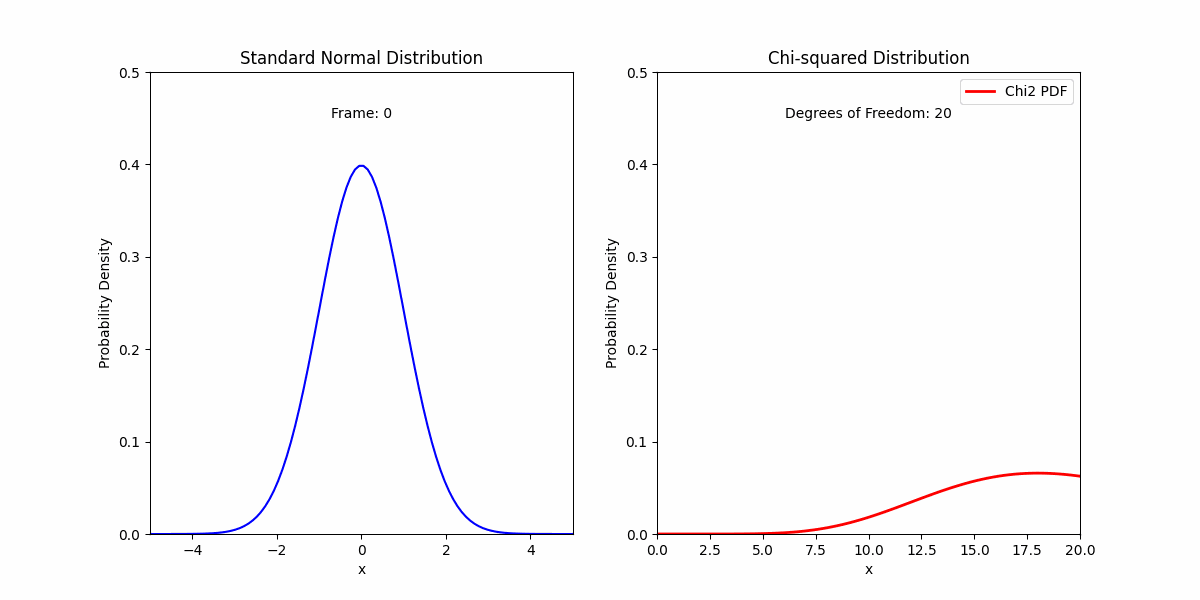 Standard Normal Distribution
Frame: 0
Probability Density
0.5
0.4
0.3
0.2
0.1
0.0
−4
−2
0
2
4
x
Chi-squared Distribution
Chi2 PDF
Degrees of Freedom: 20
Probability Density
0.5
0.4
0.3
0.2
0.1
0.0
0.0
2.5
5.0
7.5
10.0
12.5
15.0
17.5
20.0
x